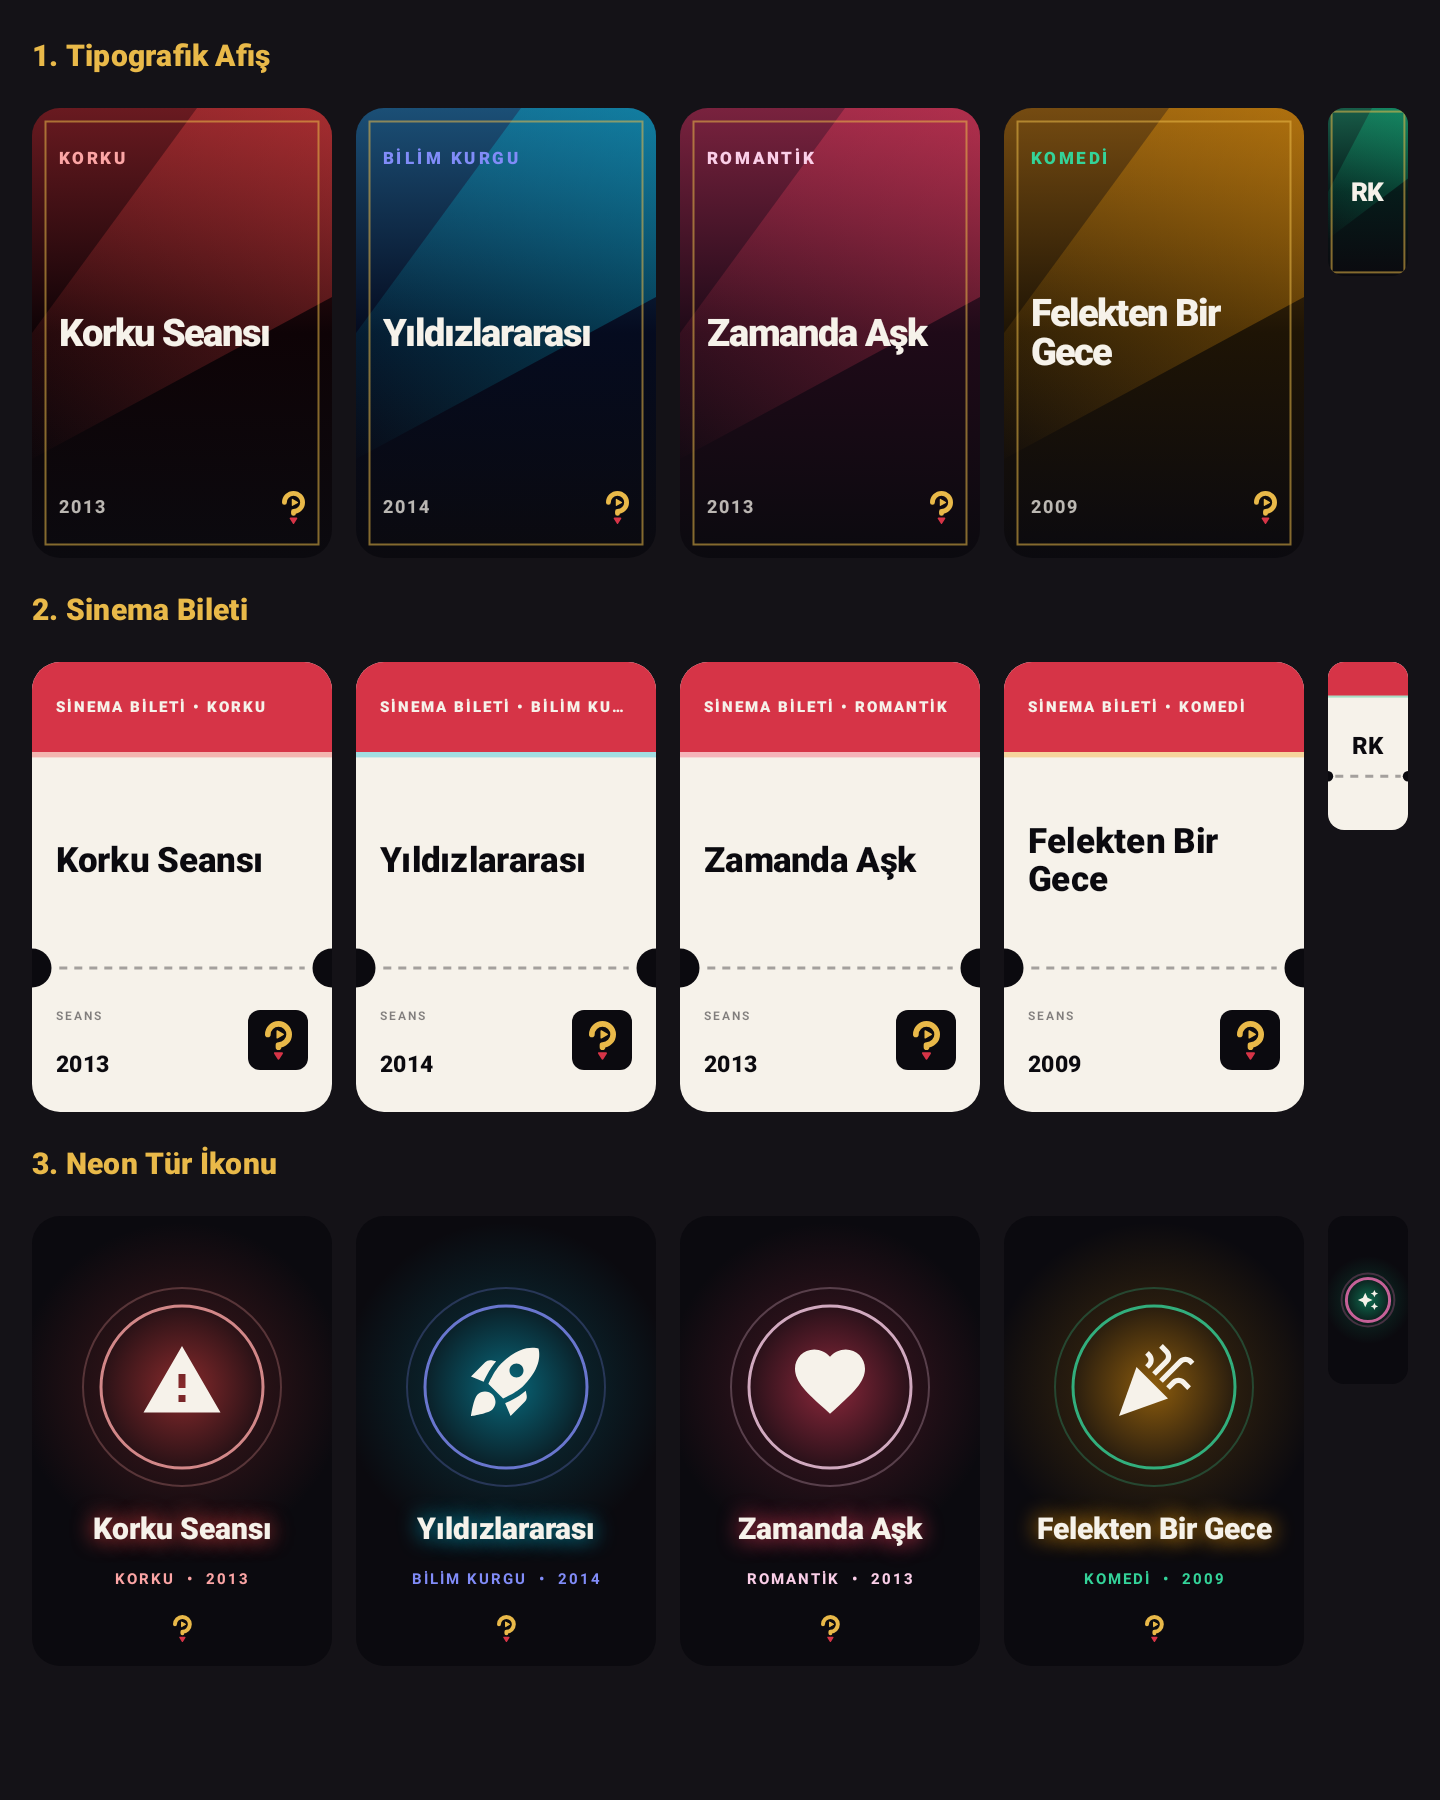 1. Tipografik Afiş
KORKU
Korku Seansı
2013
BİLİM KURGU
Yıldızlararası
2014
ROMANTİK
Zamanda Aşk
2013
KOMEDİ
Felekten Bir
Gece
2009
RK
2. Sinema Bileti
SİNEMA BİLETİ • KORKU
Korku Seansı
SEANS
2013
SİNEMA BİLETİ • BİLİM KU...
Yıldızlararası
SEANS
2014
SİNEMA BİLETİ • ROMANTİK
Zamanda Aşk
SEANS
2013
SİNEMA BİLETİ • KOMEDİ
Felekten Bir
Gece
SEANS
2009
RK
3. Neon Tür İkonu
Korku Seansı
KORKU • 2013
Yıldızlararası
BİLİM KURGU • 2014
Zamanda Aşk
ROMANTİK • 2013
Felekten Bir Gece
KOMEDİ • 2009